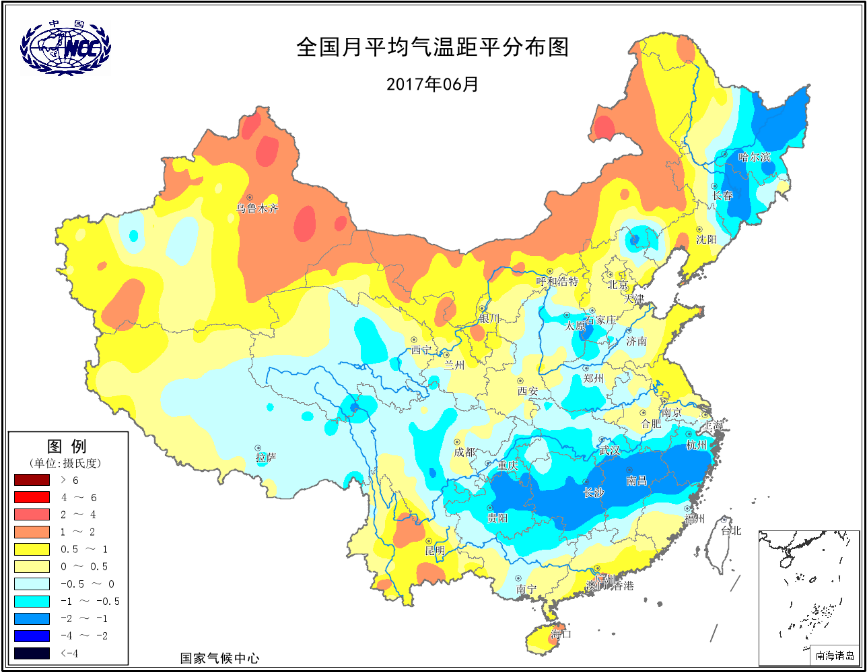 中国
NCC
全国月平均气温距平分布图
2017年06月
哈尔滨
长春
乌鲁木齐
沈阳
呼和浩特
北京
天津
银川
石家庄
太原
济南
西宁
兰州
郑州
西安
南京
合肥
上海
成都
武汉
杭州
拉萨
重庆
南昌
长沙
贵阳
福州
台北
昆明
广州
南宁
澳门
香港
海口
图 例
(单位:摄氏度)
> 6
4 ~ 6
2 ~ 4
1 ~ 2
0.5 ~ 1
0 ~ 0.5
-0.5 ~ 0
-1 ~ -0.5
-2 ~ -1
-4 ~ -2
<-4
国家气候中心
南海诸岛